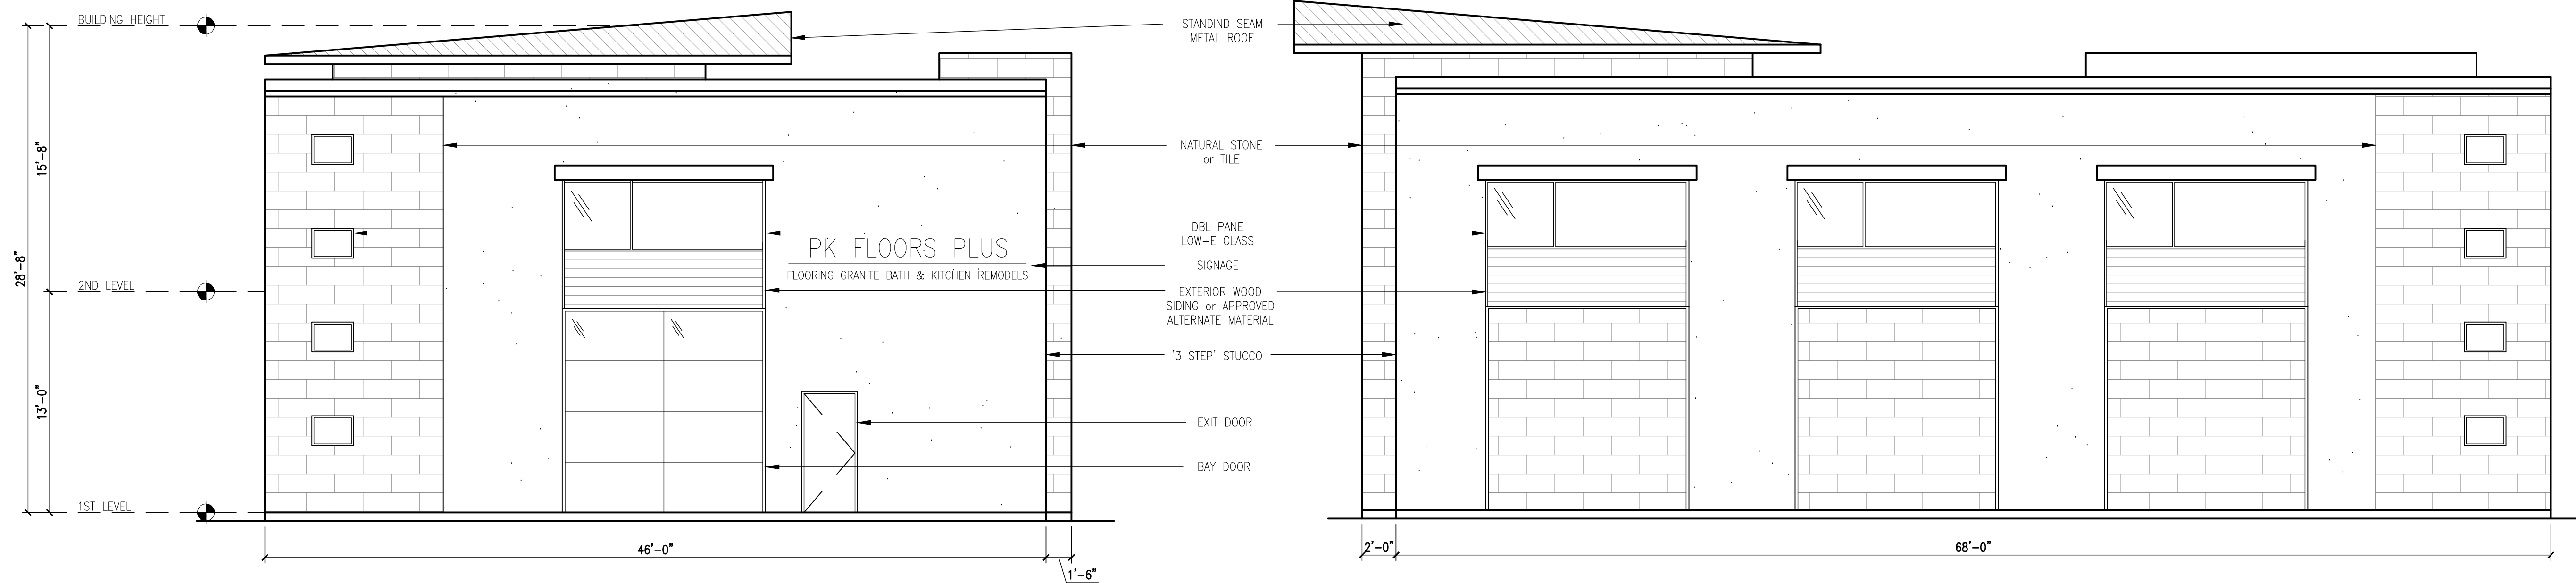 BUILDING HEIGHT
STANDIND SEAM
METAL ROOF
15'-8"
28'-8"
NATURAL STONE
or TILE
DBL PANE
LOW-E GLASS
PK FLOORS PLUS
FLOORING GRANITE BATH & KITCHEN REMODELS
SIGNAGE
2ND LEVEL
EXTERIOR WOOD
SIDING or APPROVED
ALTERNATE MATERIAL
'3 STEP' STUCCO
13'-0"
EXIT DOOR
BAY DOOR
1ST LEVEL
46'-0"
1'-6"
2'-0"
68'-0"